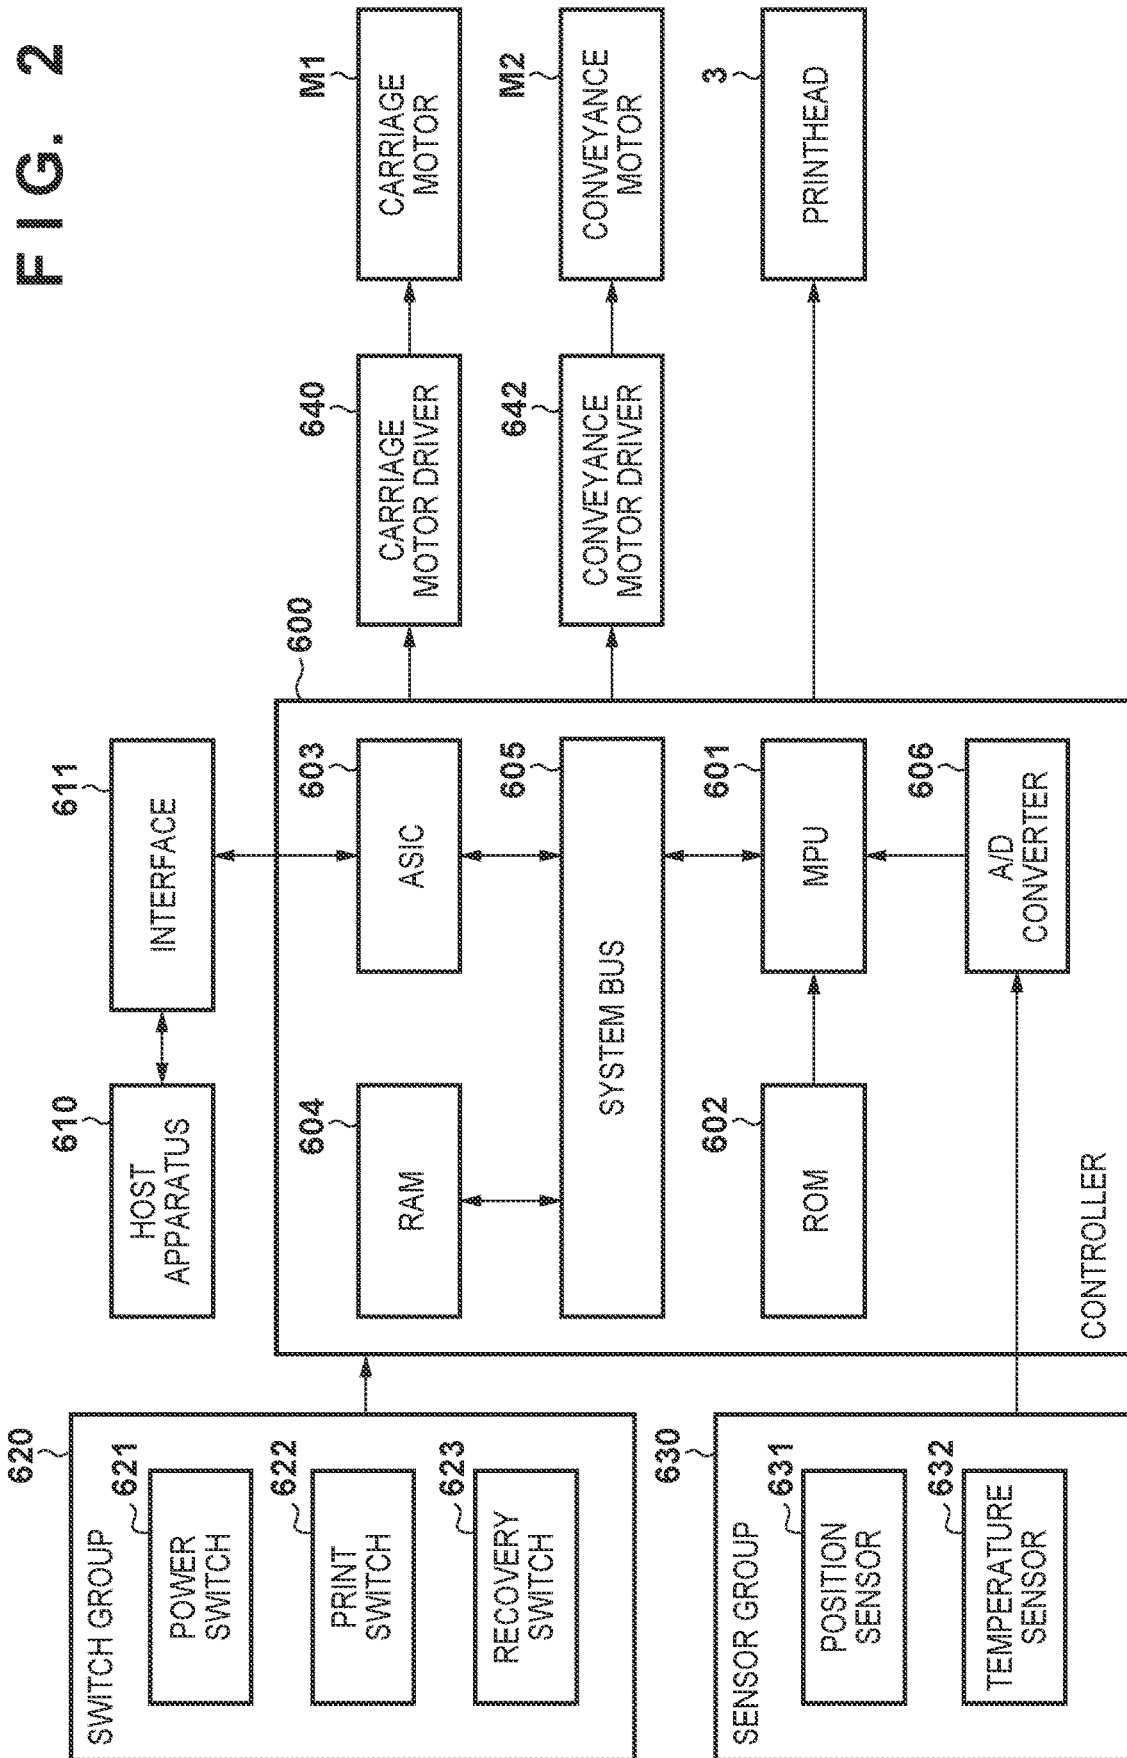 FIG. 2
620
SWITCH GROUP
621
POWER
SWITCH
622
PRINT
SWITCH
623
RECOVERY
SWITCH
630
SENSOR GROUP
631
POSITION
SENSOR
632
TEMPERATURE
SENSOR
610
HOST
APPARATUS
611
INTERFACE
600
604
RAM
603
ASIC
605
SYSTEM BUS
602
ROM
601
MPU
606
A/D
CONVERTER
CONTROLLER
640
CARRIAGE
MOTOR DRIVER
M1
CARRIAGE
MOTOR
642
CONVEYANCE
MOTOR DRIVER
M2
CONVEYANCE
MOTOR
3
PRINTHEAD